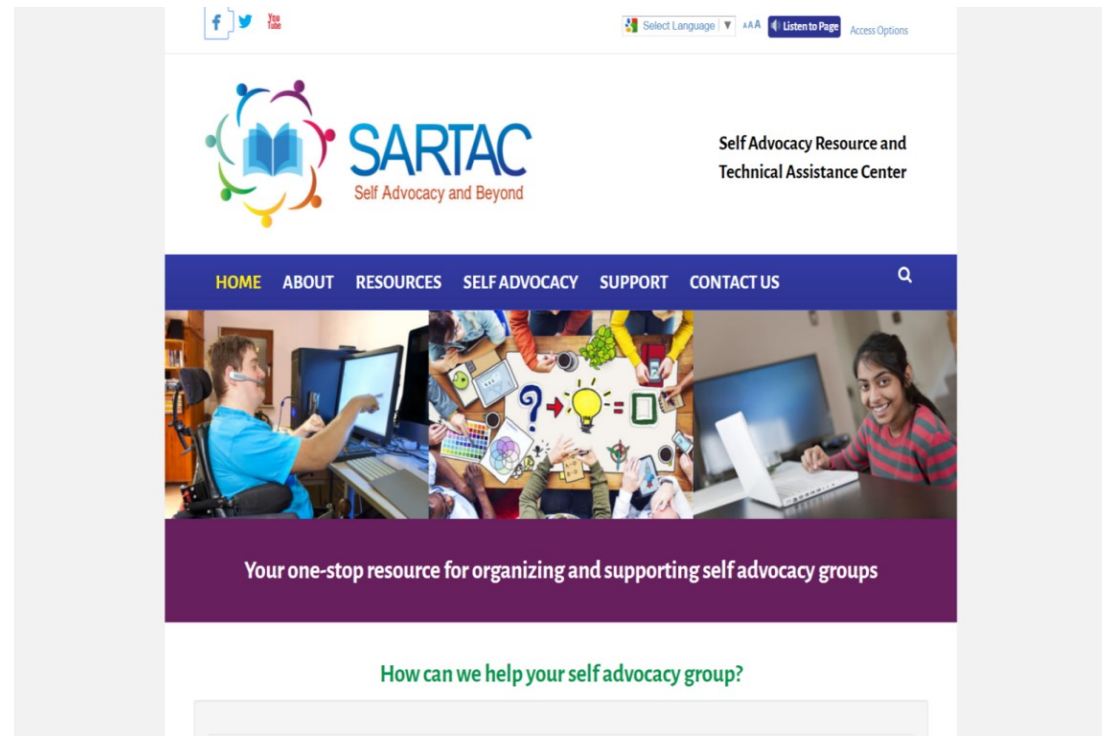 f You Tube
Select Language ▼ AAA Listen to Page Access Options
SARTAC
Self Advocacy and Beyond
Self Advocacy Resource and
Technical Assistance Center
HOME ABOUT RESOURCES SELF ADVOCACY SUPPORT CONTACT US
? =
Your one-stop resource for organizing and supporting self advocacy groups
How can we help your self advocacy group?